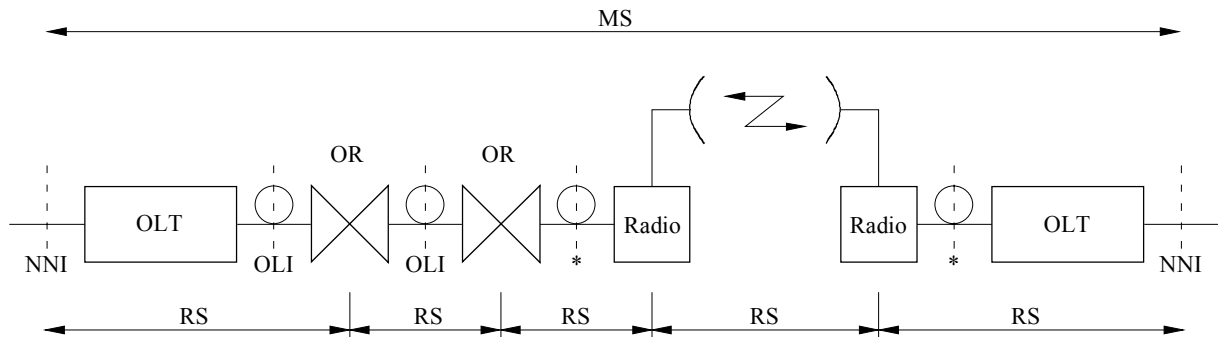 MS
OR OR
OLT Radio Radio OLT
NNI OLI OLI * * NNI
RS RS RS RS RS